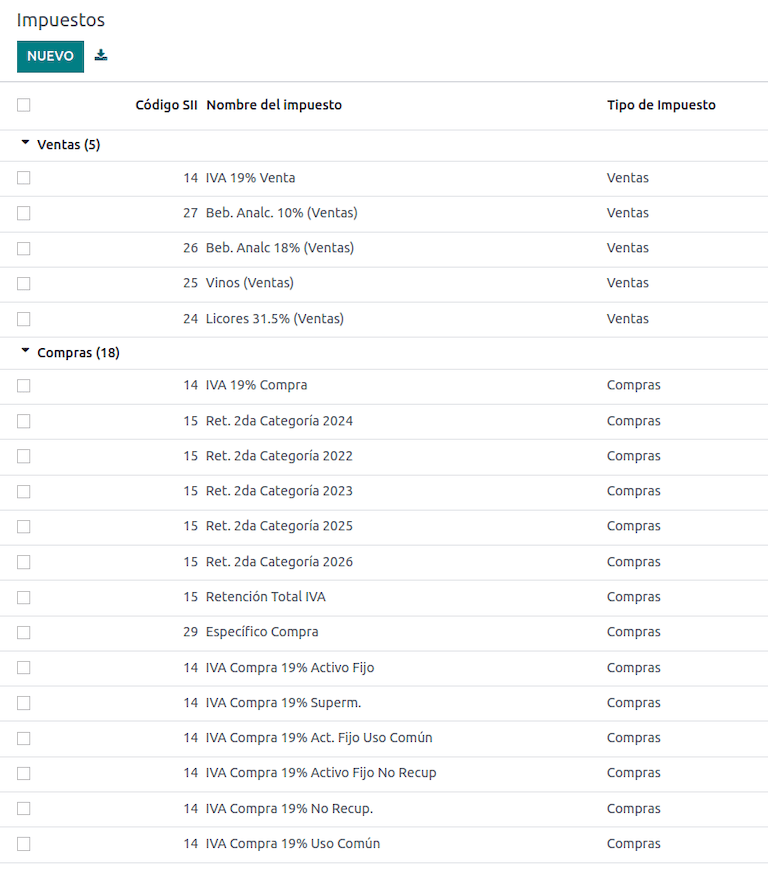 Impuestos
NUEVO
Código SII Nombre del impuesto Tipo de Impuesto
Ventas (5)
14 IVA 19% Venta Ventas
27 Beb. Analc. 10% (Ventas) Ventas
26 Beb. Analc 18% (Ventas) Ventas
25 Vinos (Ventas) Ventas
24 Licores 31.5% (Ventas) Ventas
Compras (18)
14 IVA 19% Compra Compras
15 Ret. 2da Categoría 2024 Compras
15 Ret. 2da Categoría 2022 Compras
15 Ret. 2da Categoría 2023 Compras
15 Ret. 2da Categoría 2025 Compras
15 Ret. 2da Categoría 2026 Compras
15 Retención Total IVA Compras
29 Específico Compra Compras
14 IVA Compra 19% Activo Fijo Compras
14 IVA Compra 19% Superm. Compras
14 IVA Compra 19% Act. Fijo Uso Común Compras
14 IVA Compra 19% Activo Fijo No Recup Compras
14 IVA Compra 19% No Recup. Compras
14 IVA Compra 19% Uso Común Compras